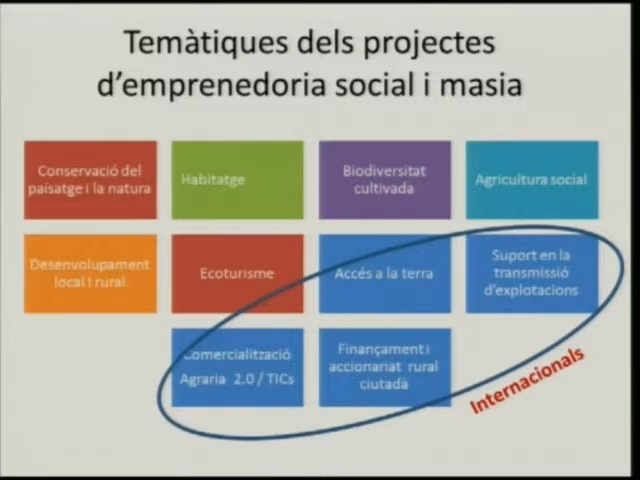 Temàtiques dels projectes
d'emprenedoria social i masia
Conservació del
paisatge i la natura
Habitatge
Biodiversitat
cultivada
Agricultura social
Desenvolupament
local i rural
Ecoturisme
Accés a la terra
Suport en la
transmissió
d'explotacions
Comercialització
Agraria 2.0 / TICs
Finançament i
accionariat rural
ciutadà
Internacionals